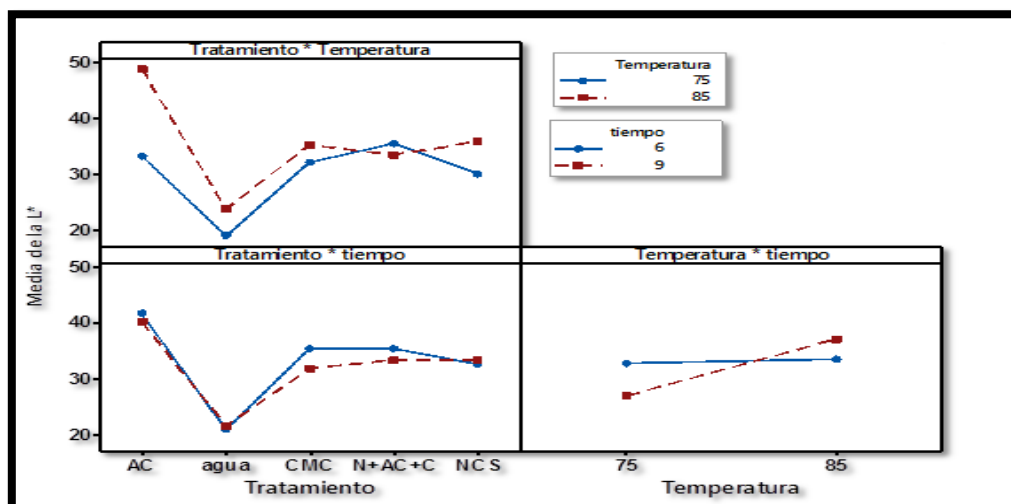 Tratamiento * Temperatura
50
40
30
20
Temperatura
75
85
tiempo
6
9
Media de la L*
Tratamiento * tiempo
Temperatura * tiempo
50
40
30
20
AC agua CMC N+AC+C NCS
75 85
Tratamiento
Temperatura